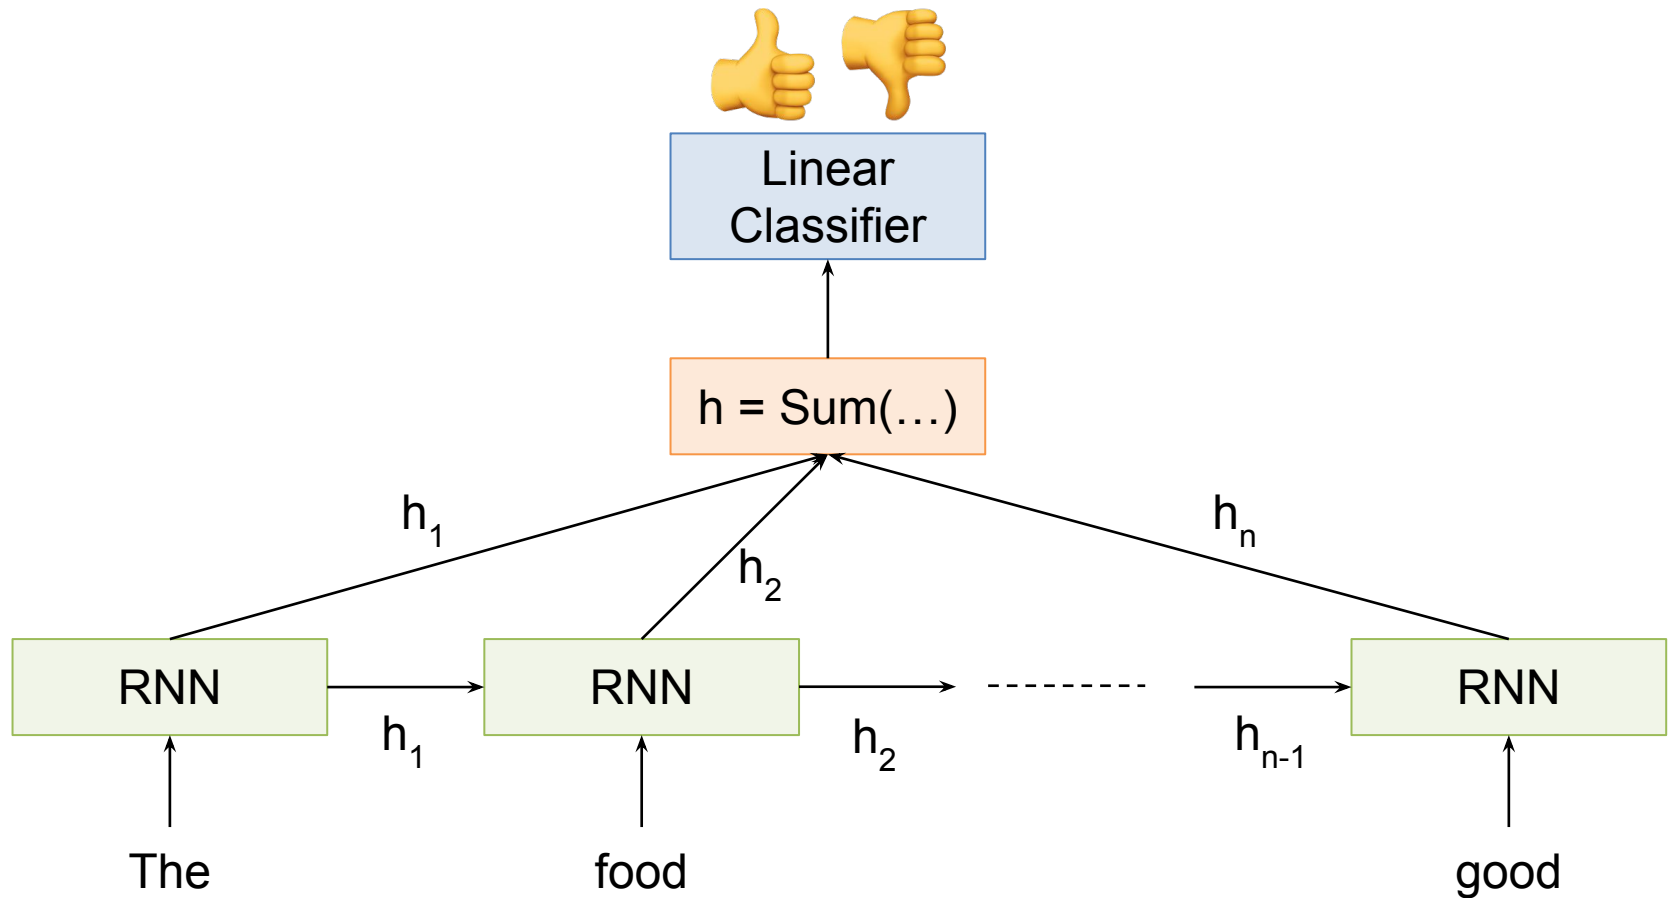 Linear
Classifier
h = Sum(…)
h₁
h₂
hₙ
RNN
RNN
RNN
h₁
h₂
hₙ₋₁
The
food
good